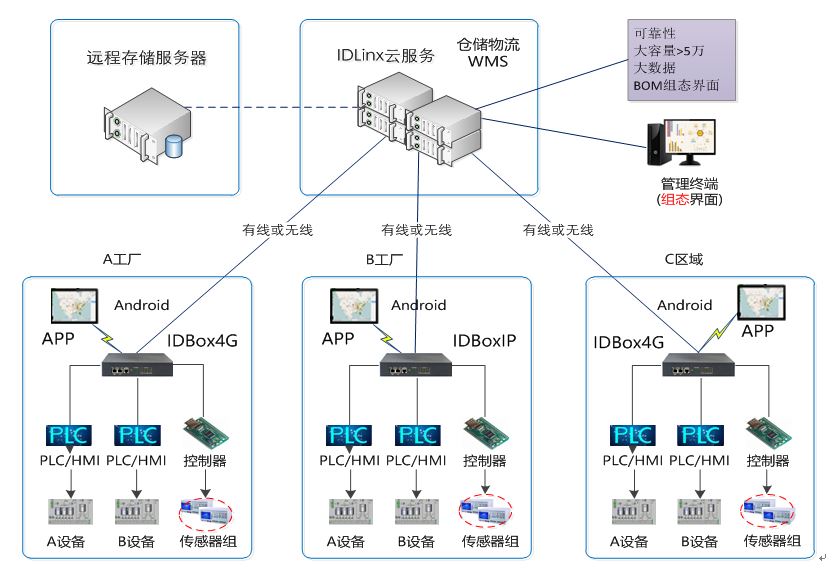 远程存储服务器
IDLinx云服务
仓储物流
WMS
可靠性
大容量>5万
大数据
BOM组态界面
管理终端
(组态界面)
有线或无线
有线或无线
有线或无线
A工厂
B工厂
C区域
Android
APP
IDBox4G
PLC
PLC
PLC/HMI
PLC/HMI
控制器
A设备
B设备
传感器组
Android
APP
IDBoxIP
PLC
PLC
PLC/HMI
PLC/HMI
控制器
A设备
B设备
传感器组
Android
APP
IDBox4G
PLC
PLC
PLC/HMI
PLC/HMI
控制器
A设备
B设备
传感器组